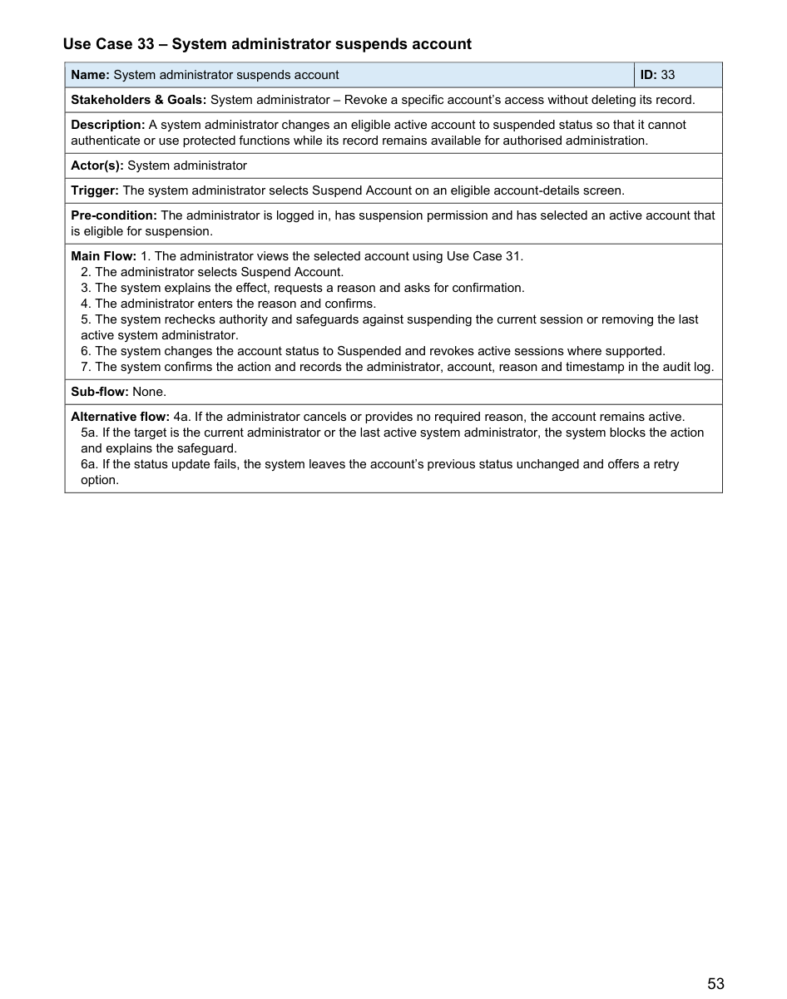 Use Case 33 – System administrator suspends account
Name: System administrator suspends account ID: 33
Stakeholders & Goals: System administrator – Revoke a specific account’s access without deleting its record.
Description: A system administrator changes an eligible active account to suspended status so that it cannot
authenticate or use protected functions while its record remains available for authorised administration.
Actor(s): System administrator
Trigger: The system administrator selects Suspend Account on an eligible account-details screen.
Pre-condition: The administrator is logged in, has suspension permission and has selected an active account that
is eligible for suspension.
Main Flow: 1. The administrator views the selected account using Use Case 31.
2. The administrator selects Suspend Account.
3. The system explains the effect, requests a reason and asks for confirmation.
4. The administrator enters the reason and confirms.
5. The system rechecks authority and safeguards against suspending the current session or removing the last
active system administrator.
6. The system changes the account status to Suspended and revokes active sessions where supported.
7. The system confirms the action and records the administrator, account, reason and timestamp in the audit log.
Sub-flow: None.
Alternative flow: 4a. If the administrator cancels or provides no required reason, the account remains active.
5a. If the target is the current administrator or the last active system administrator, the system blocks the action
and explains the safeguard.
6a. If the status update fails, the system leaves the account’s previous status unchanged and offers a retry
option.
53